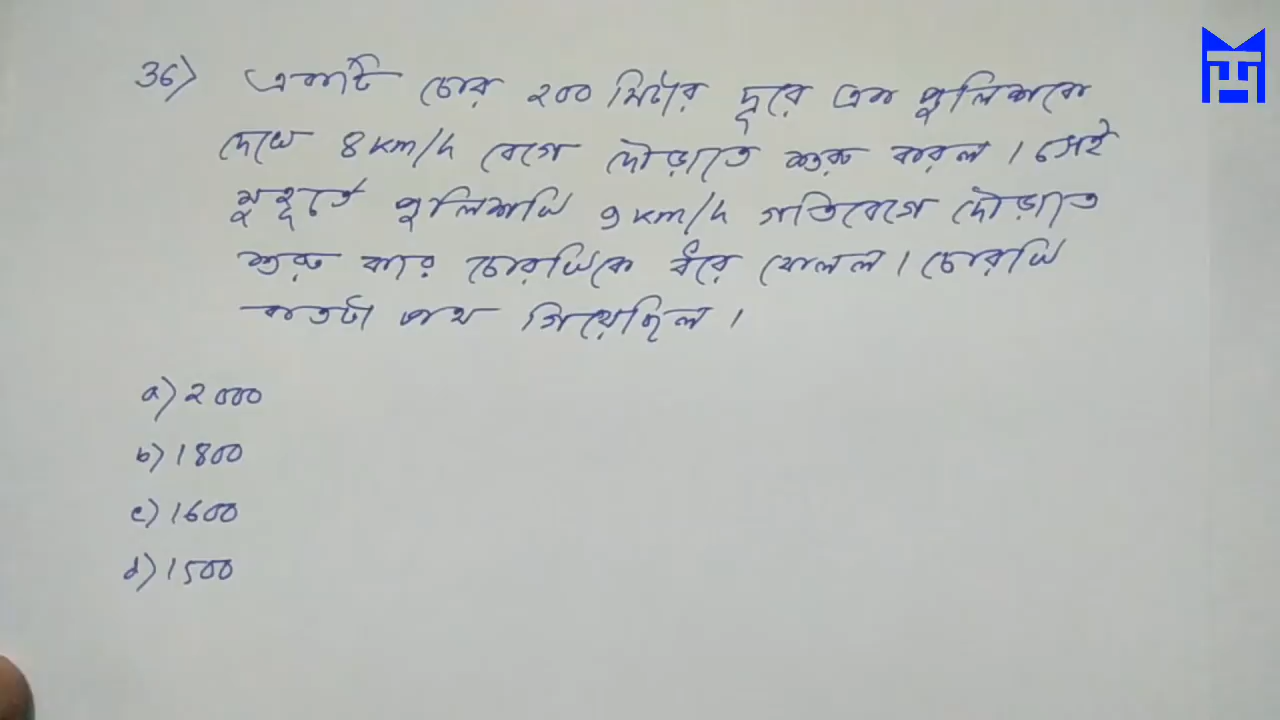 36) একটি চোর ২০০ মিটার দূরে এক পুলিশকে
দেখে 8 km/h বেগে দৌড়াতে শুরু করল। সেই
মুহূর্তে পুলিশটি 9 km/h গতিবেগে দৌড়াতে
শুরু করে চোরটিকে ধরে ফেলল। চোরটি
কতটা পথ গিয়েছিল।
a) 2000
b) 1800
c) 1600
d) 1500